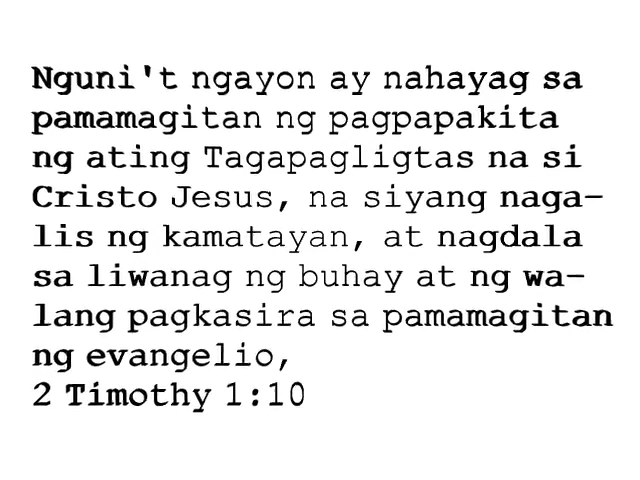 Nguni't ngayon ay nahayag sa
pamamagitan ng pagpapakita
ng ating Tagapagligtas na si
Cristo Jesus, na siyang naga-
lis ng kamatayan, at nagdala
sa liwanag ng buhay at ng wa-
lang pagkasira sa pamamagitan
ng evangelio,
2 Timothy 1:10